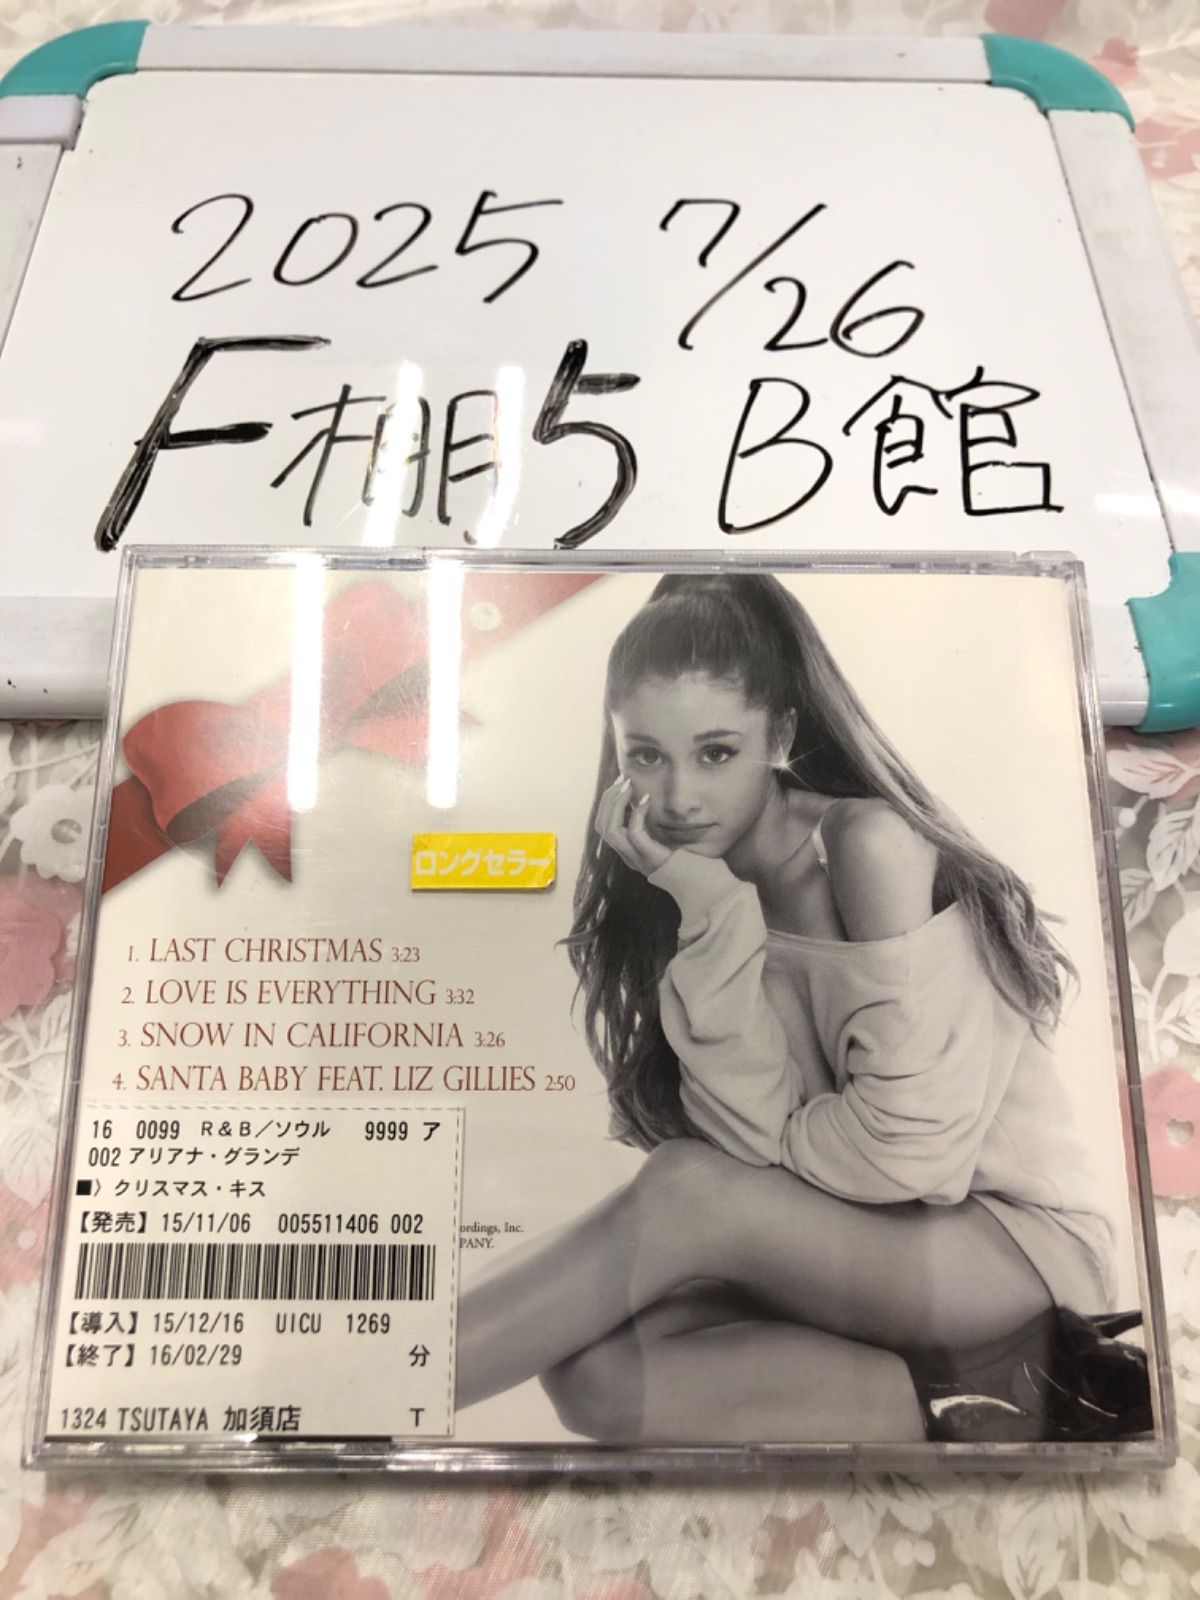 2025 7/26
F棚5 B館
ロングセラー
1. LAST CHRISTMAS 3:23
2. LOVE IS EVERYTHING 3:32
3. SNOW IN CALIFORNIA 3:26
4. SANTA BABY FEAT. LIZ GILLIES 2:50
16 0099 R&B/ソウル 9999 ア
002 アリアナ・グランデ
■〉クリスマス・キス
【発売】15/11/06 005511406 002
ordings, Inc.
PANY.
【導入】15/12/16 UICU 1269
【終了】16/02/29 分
1324 TSUTAYA 加須店 T